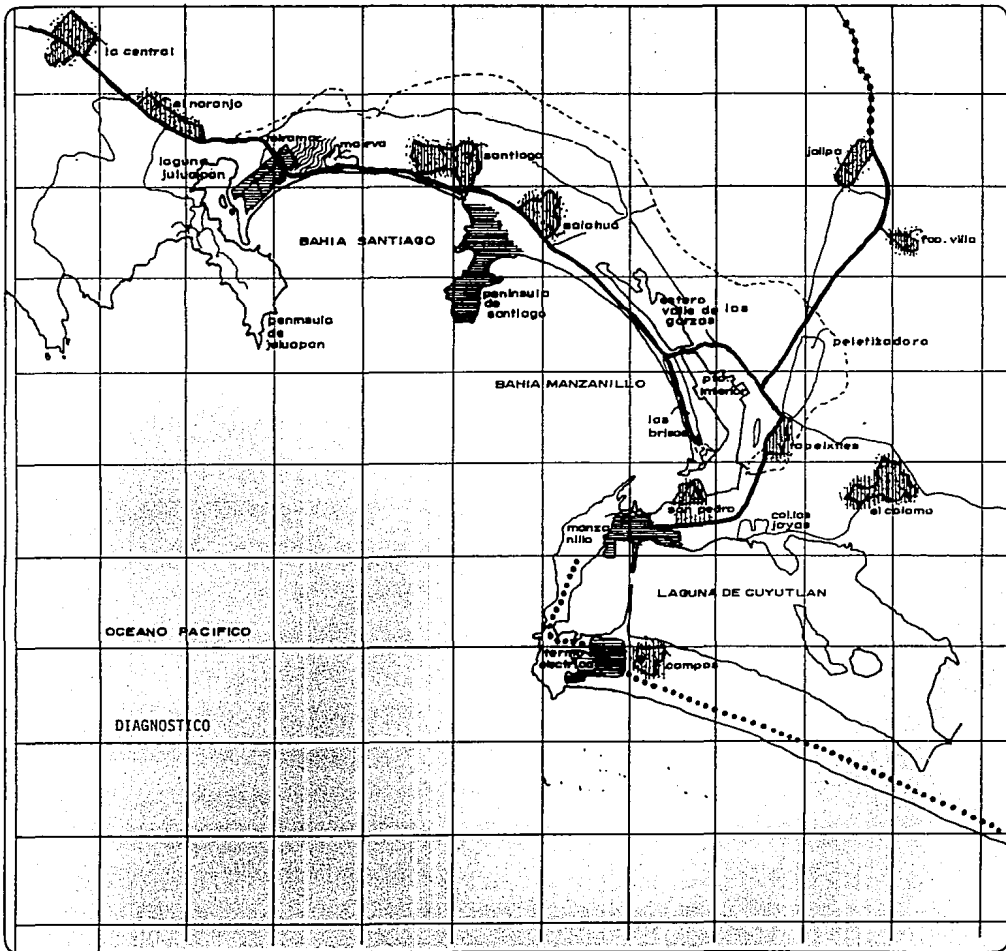 la central
el naranjo
miramar
laguna
juluapan
santiago
jalipa
BAHIA SANTIAGO
salahua
fco. villa
peninsula
de
santiago
estero
valle de las
garzas
peninsula
de
juluapan
peletizadora
BAHIA MANZANILLO
pto.
interior
las
brisas
tapeixtles
el colomo
san pedro
manza
nillo
col. las
joyas
LAGUNA DE CUYUTLAN
OCEANO PACIFICO
termo
electrica
campos
DIAGNOSTICO